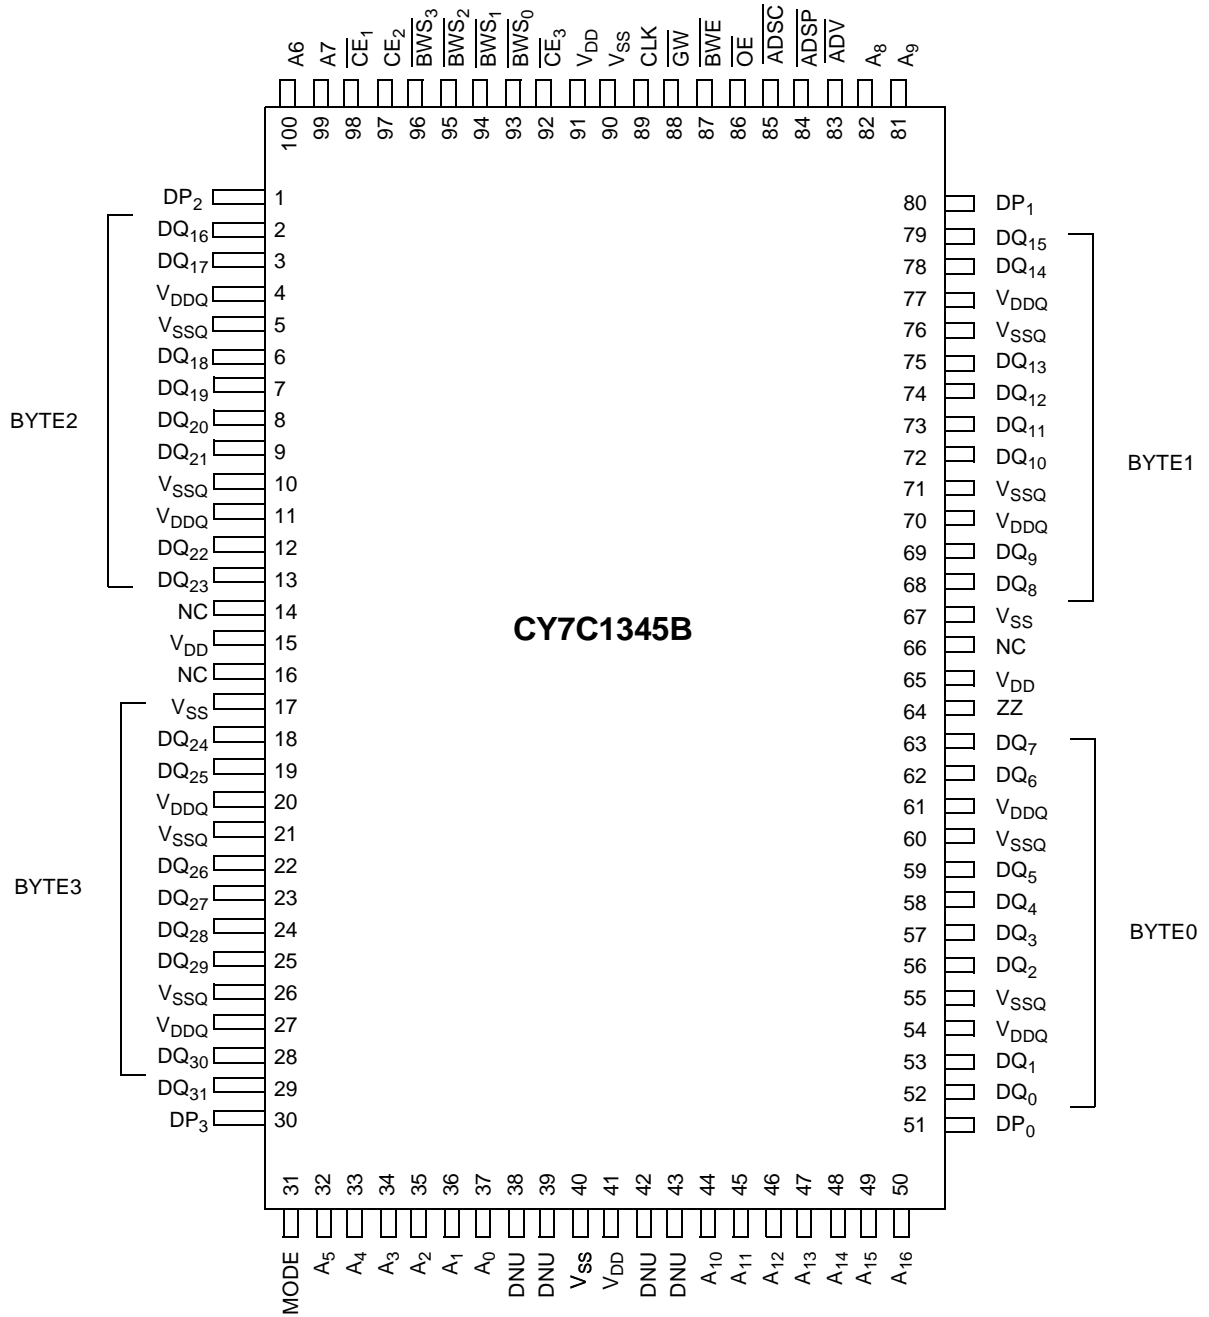 A6 A7 CE1 CE2 BWS3 BWS2 BWS1 BWS0 CE3 VDD VSS CLK GW BWE OE ADSC ADSP ADV A8 A9
100 99 98 97 96 95 94 93 92 91 90 89 88 87 86 85 84 83 82 81
DP2 1
DQ16 2
DQ17 3
VDDQ 4
VSSQ 5
DQ18 6
DQ19 7
DQ20 8
DQ21 9
VSSQ 10
VDDQ 11
DQ22 12
DQ23 13
NC 14
VDD 15
NC 16
VSS 17
DQ24 18
DQ25 19
VDDQ 20
VSSQ 21
DQ26 22
DQ27 23
DQ28 24
DQ29 25
VSSQ 26
VDDQ 27
DQ30 28
DQ31 29
DP3 30
BYTE2
BYTE3
CY7C1345B
80 DP1
79 DQ15
78 DQ14
77 VDDQ
76 VSSQ
75 DQ13
74 DQ12
73 DQ11
72 DQ10
71 VSSQ
70 VDDQ
69 DQ9
68 DQ8
67 VSS
66 NC
65 VDD
64 ZZ
63 DQ7
62 DQ6
61 VDDQ
60 VSSQ
59 DQ5
58 DQ4
57 DQ3
56 DQ2
55 VSSQ
54 VDDQ
53 DQ1
52 DQ0
51 DP0
BYTE1
BYTE0
31 32 33 34 35 36 37 38 39 40 41 42 43 44 45 46 47 48 49 50
MODE A5 A4 A3 A2 A1 A0 DNU DNU VSS VDD DNU DNU A10 A11 A12 A13 A14 A15 A16